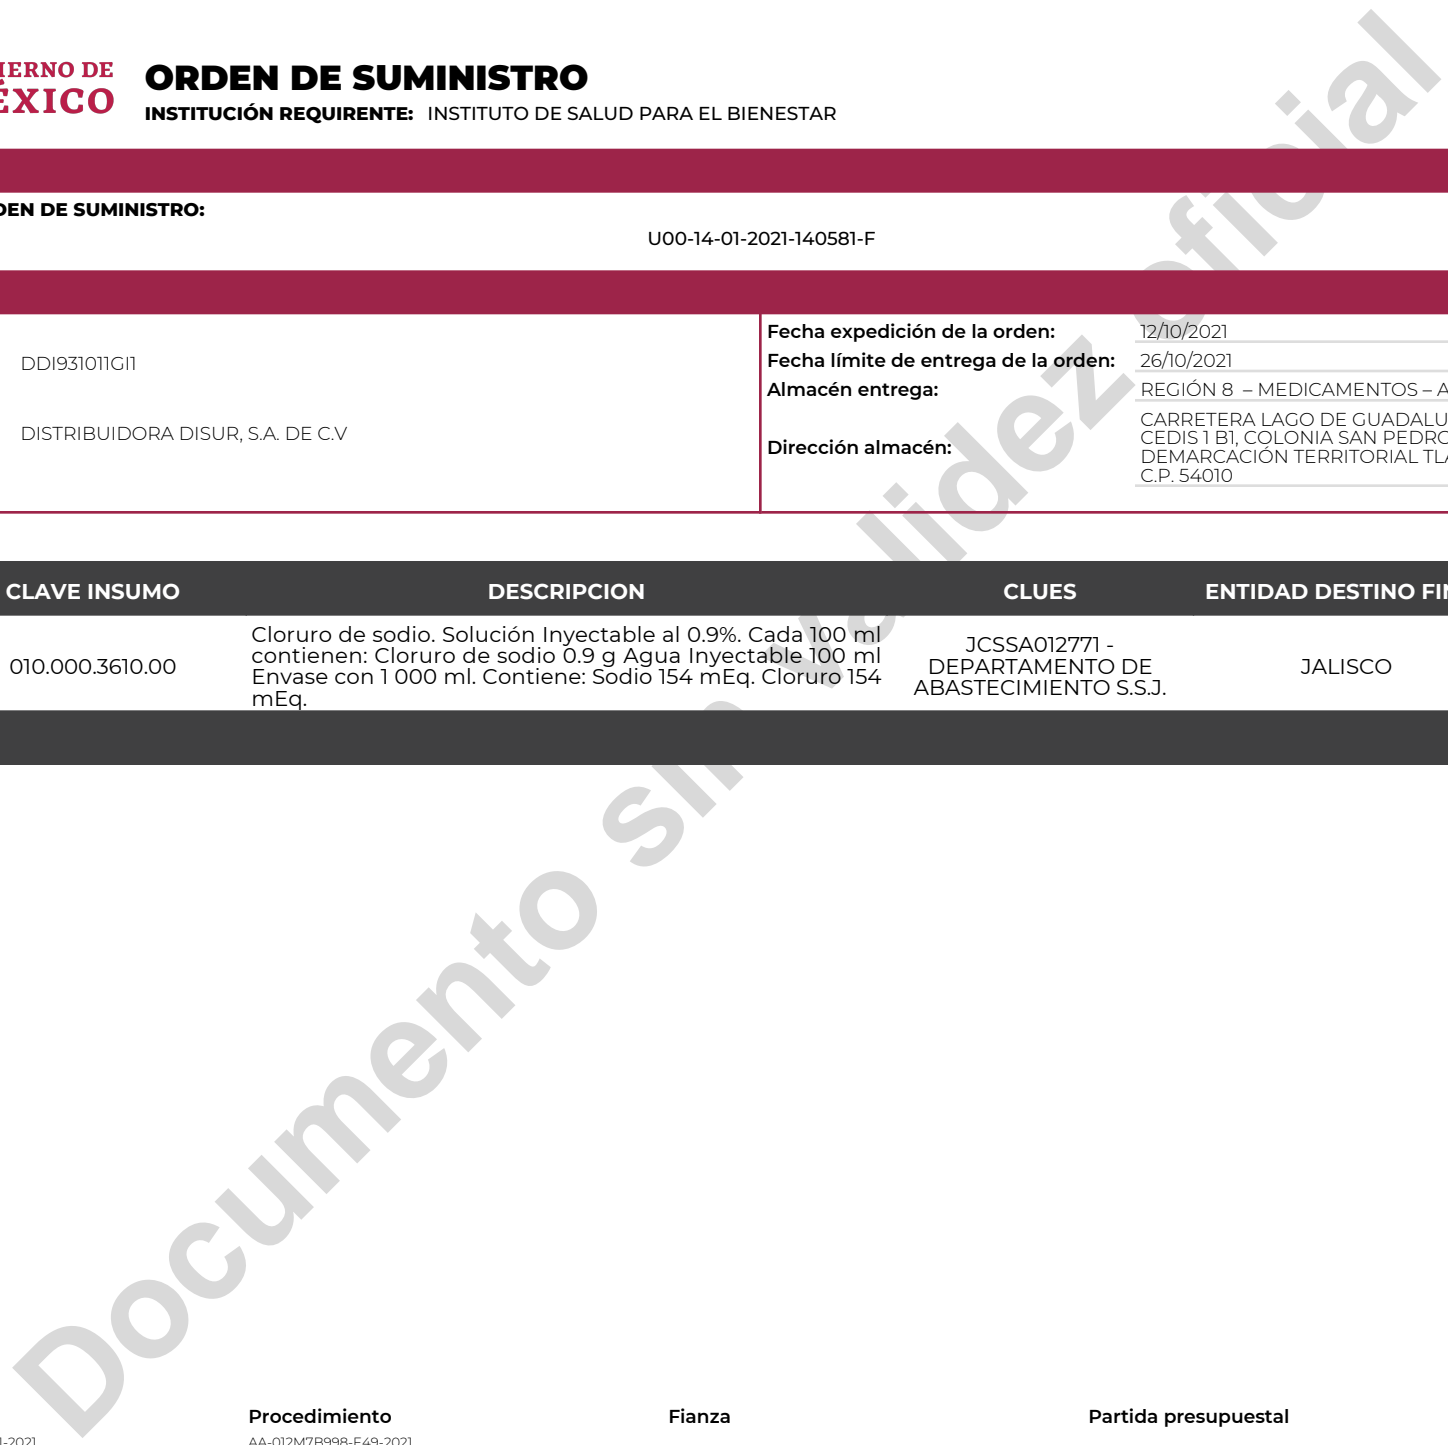 IERNO DE
ÉXICO
ORDEN DE SUMINISTRO
INSTITUCIÓN REQUIRENTE: INSTITUTO DE SALUD PARA EL BIENESTAR
DEN DE SUMINISTRO:
U00-14-01-2021-140581-F
DDI931011GI1
DISTRIBUIDORA DISUR, S.A. DE C.V
Fecha expedición de la orden: 12/10/2021
Fecha límite de entrega de la orden: 26/10/2021
Almacén entrega: REGIÓN 8 – MEDICAMENTOS – A
Dirección almacén:
CARRETERA LAGO DE GUADALU
CEDIS 1 B1, COLONIA SAN PEDRO
DEMARCACIÓN TERRITORIAL TLA
C.P. 54010
CLAVE INSUMO DESCRIPCION CLUES ENTIDAD DESTINO FIN
010.000.3610.00
Cloruro de sodio. Solución Inyectable al 0.9%. Cada 100 ml
contienen: Cloruro de sodio 0.9 g Agua Inyectable 100 ml
Envase con 1 000 ml. Contiene: Sodio 154 mEq. Cloruro 154
mEq.
JCSSA012771 -
DEPARTAMENTO DE
ABASTECIMIENTO S.S.J.
JALISCO
Documento sin validez oficial
Procedimiento Fianza Partida presupuestal
-2021 AA-012M7B998-E49-2021